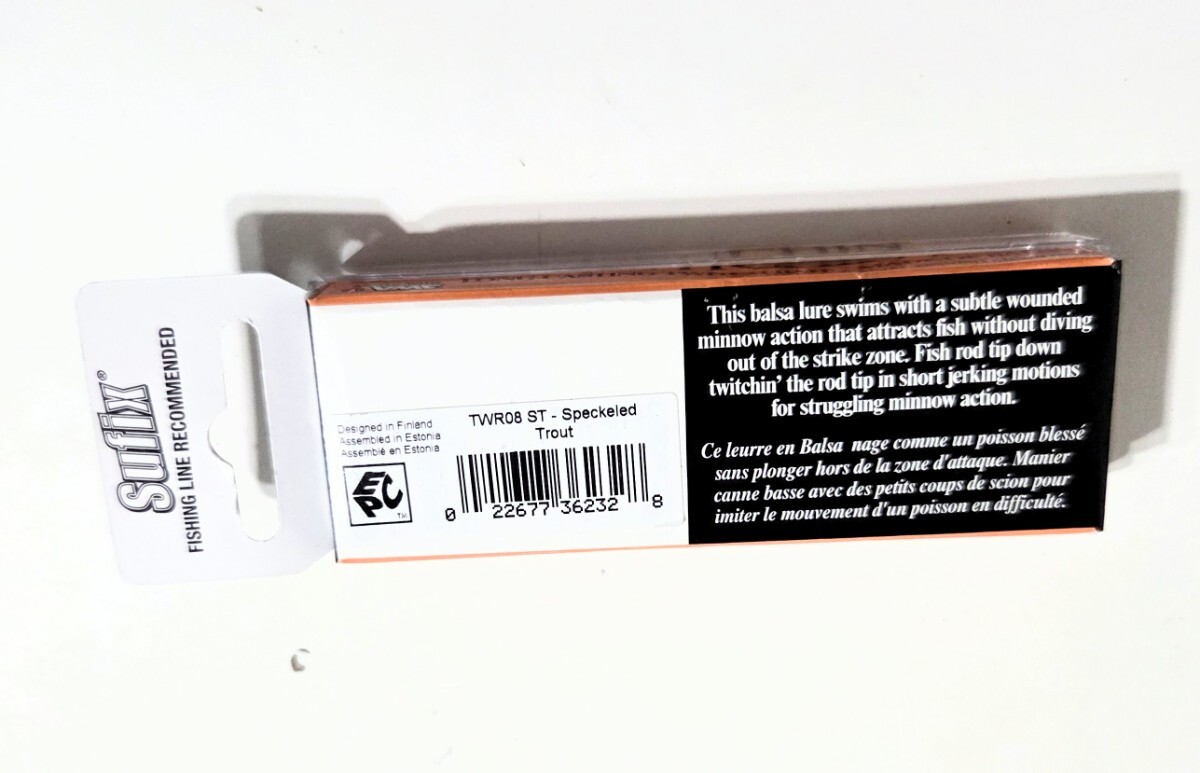 Sufix®
FISHING LINE RECOMMENDED
Designed in Finland
Assembled in Estonia
Assemblé en Estonia
EPC
TM
TWR08 ST - Speckeled
Trout
0 22677 36232 8
This balsa lure swims with a subtle wounded
minnow action that attracts fish without diving
out of the strike zone. Fish rod tip down
twitchin' the rod tip in short jerking motions
for struggling minnow action.
Ce leurre en Balsa nage comme un poisson blessé
sans plonger hors de la zone d'attaque. Manier
canne basse avec des petits coups de scion pour
imiter le mouvement d'un poisson en difficulté.